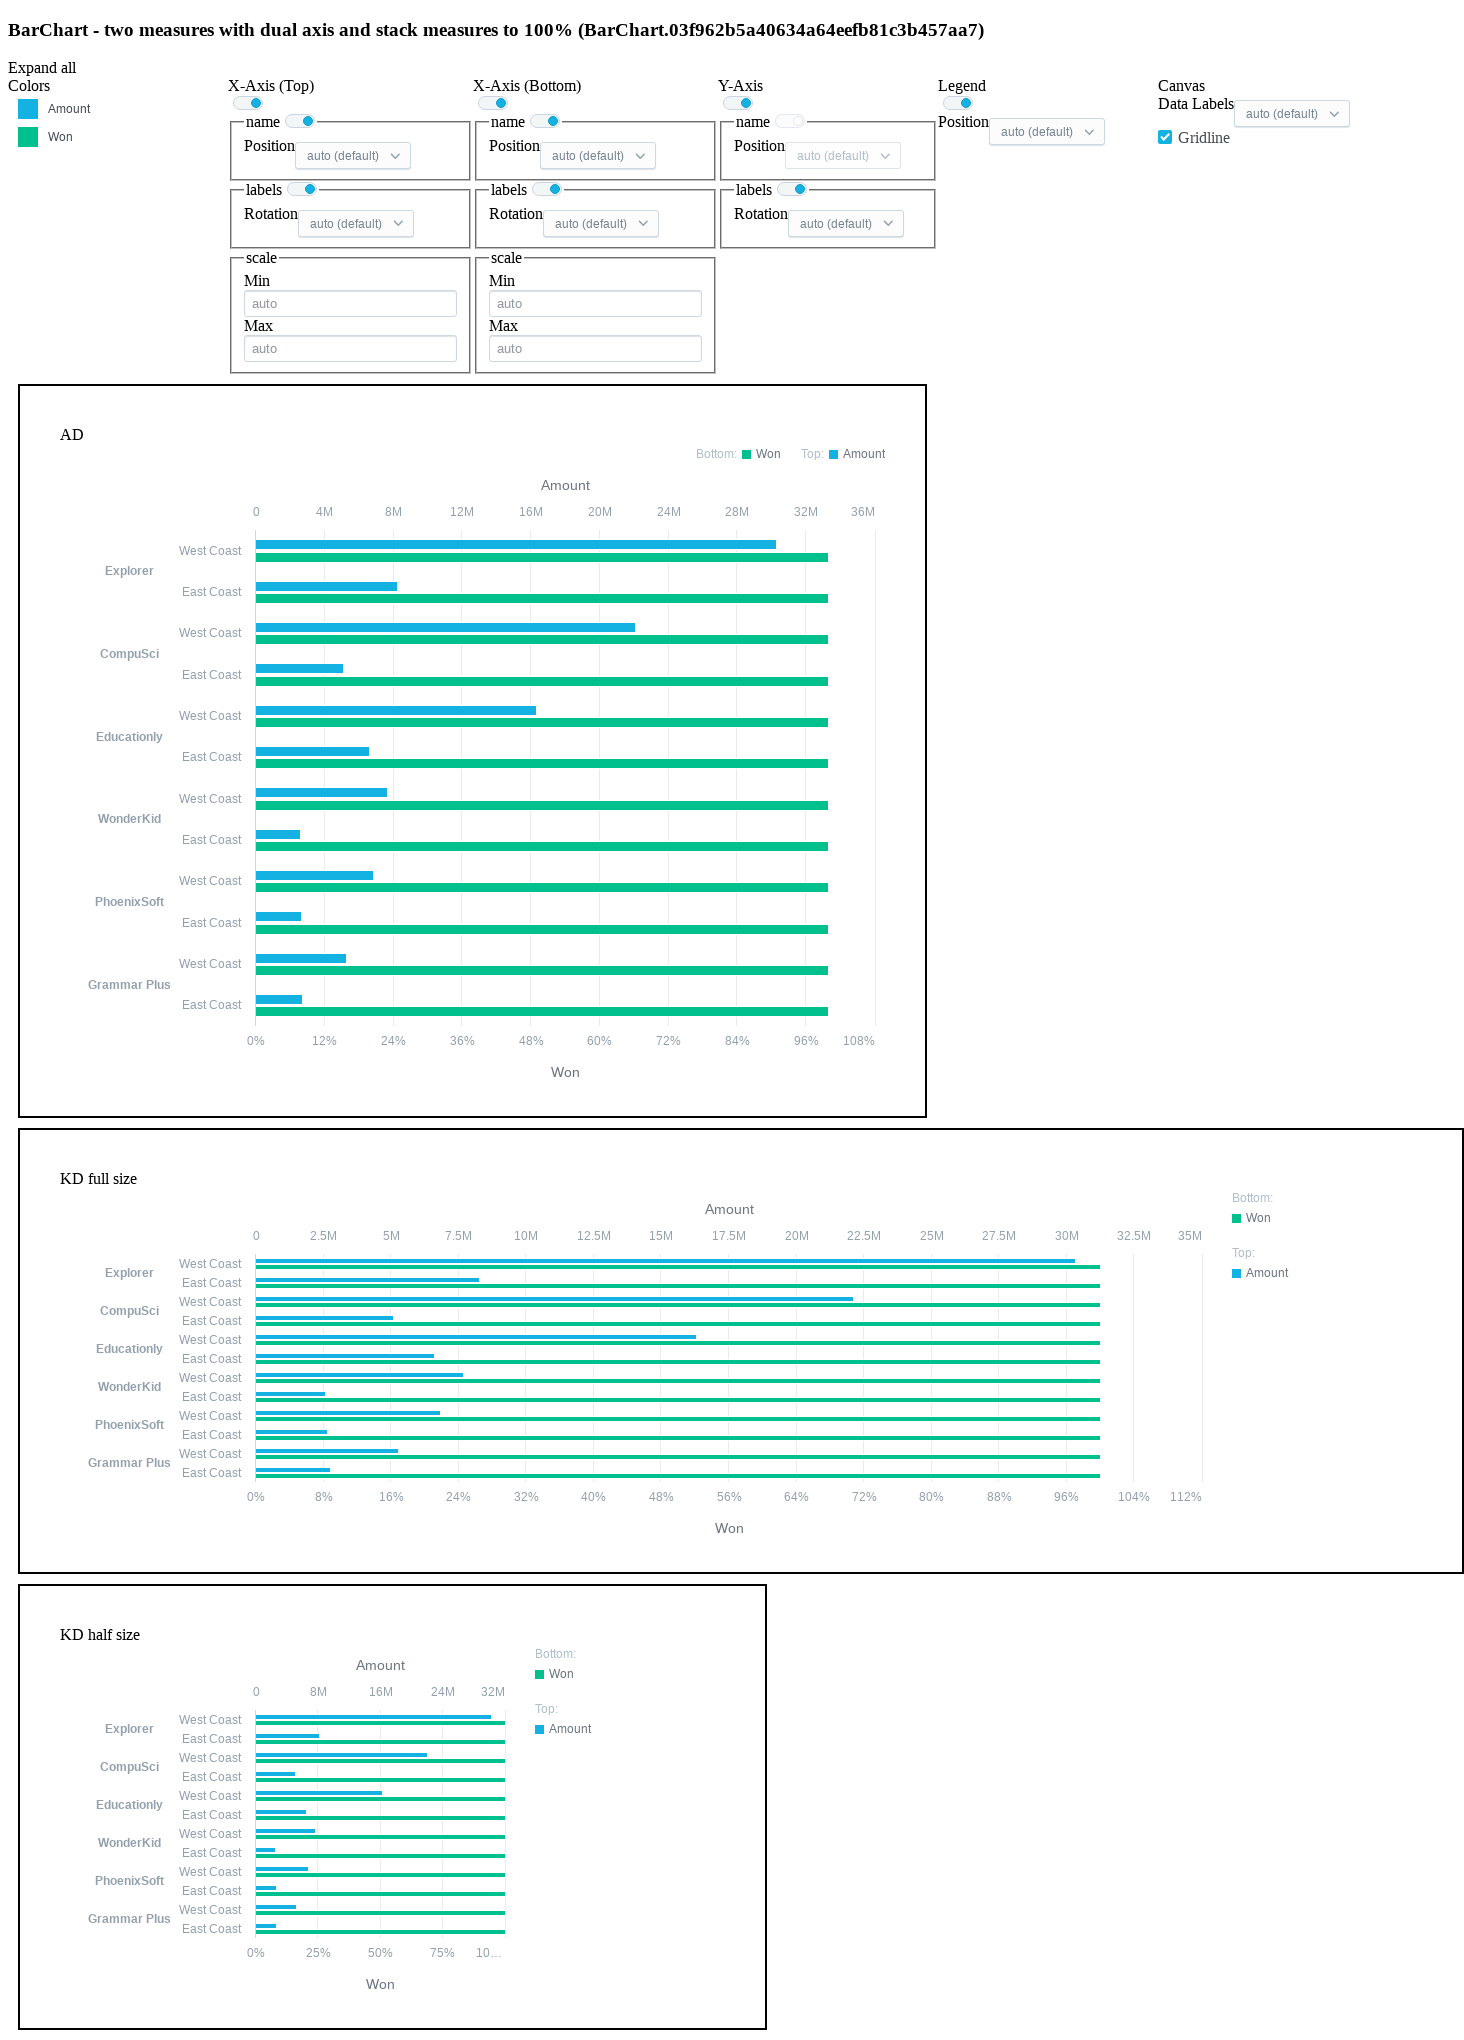 BarChart - two measures with dual axis and stack measures to 100% (BarChart.03f962b5a40634a64eefb81c3b457aa7)
Expand all
Colors
Amount
Won
X-Axis (Top)
name
Position auto (default)
labels
Rotation auto (default)
scale
Min
auto
Max
auto
X-Axis (Bottom)
name
Position auto (default)
labels
Rotation auto (default)
scale
Min
auto
Max
auto
Y-Axis
name
Position auto (default)
labels
Rotation auto (default)
Legend
Position auto (default)
Canvas
Data Labels auto (default)
Gridline
AD
Bottom: Won Top: Amount
Amount
0 4M 8M 12M 16M 20M 24M 28M 32M 36M
West Coast
Explorer
East Coast
West Coast
CompuSci
East Coast
West Coast
Educationly
East Coast
West Coast
WonderKid
East Coast
West Coast
PhoenixSoft
East Coast
West Coast
Grammar Plus
East Coast
0% 12% 24% 36% 48% 60% 72% 84% 96% 108%
Won
KD full size
Bottom:
Won
Top:
Amount
Amount
0 2.5M 5M 7.5M 10M 12.5M 15M 17.5M 20M 22.5M 25M 27.5M 30M 32.5M 35M
West Coast
Explorer
East Coast
West Coast
CompuSci
East Coast
West Coast
Educationly
East Coast
West Coast
WonderKid
East Coast
West Coast
PhoenixSoft
East Coast
West Coast
Grammar Plus
East Coast
0% 8% 16% 24% 32% 40% 48% 56% 64% 72% 80% 88% 96% 104% 112%
Won
KD half size
Bottom:
Won
Top:
Amount
Amount
0 8M 16M 24M 32M
West Coast
Explorer
East Coast
West Coast
CompuSci
East Coast
West Coast
Educationly
East Coast
West Coast
WonderKid
East Coast
West Coast
PhoenixSoft
East Coast
West Coast
Grammar Plus
East Coast
0% 25% 50% 75% 10…
Won